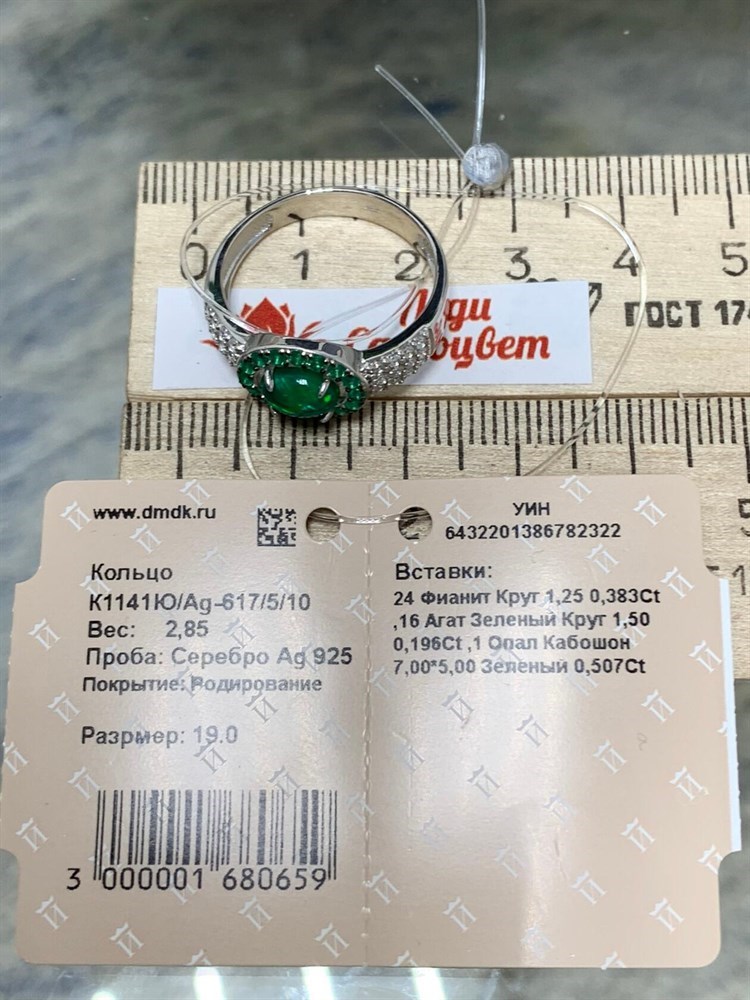 0 1 2 3 4 5
ГОСТ 174
Леди
www.dmdk.ru
УИН
6432201386782322
Кольцо
К1141Ю/Ag-617/5/10
Вес: 2,85
Проба: Серебро Ag 925
Покрытие: Родирование
Разрмер: 19.0
Вставки:
24 Фианит Круг 1,25 0,383Ct
,16 Агат Зеленый Круг 1,50
0,196Ct ,1 Опал Кабошон
7,00*5,00 Зеленый 0,507Ct
3 000001 680659